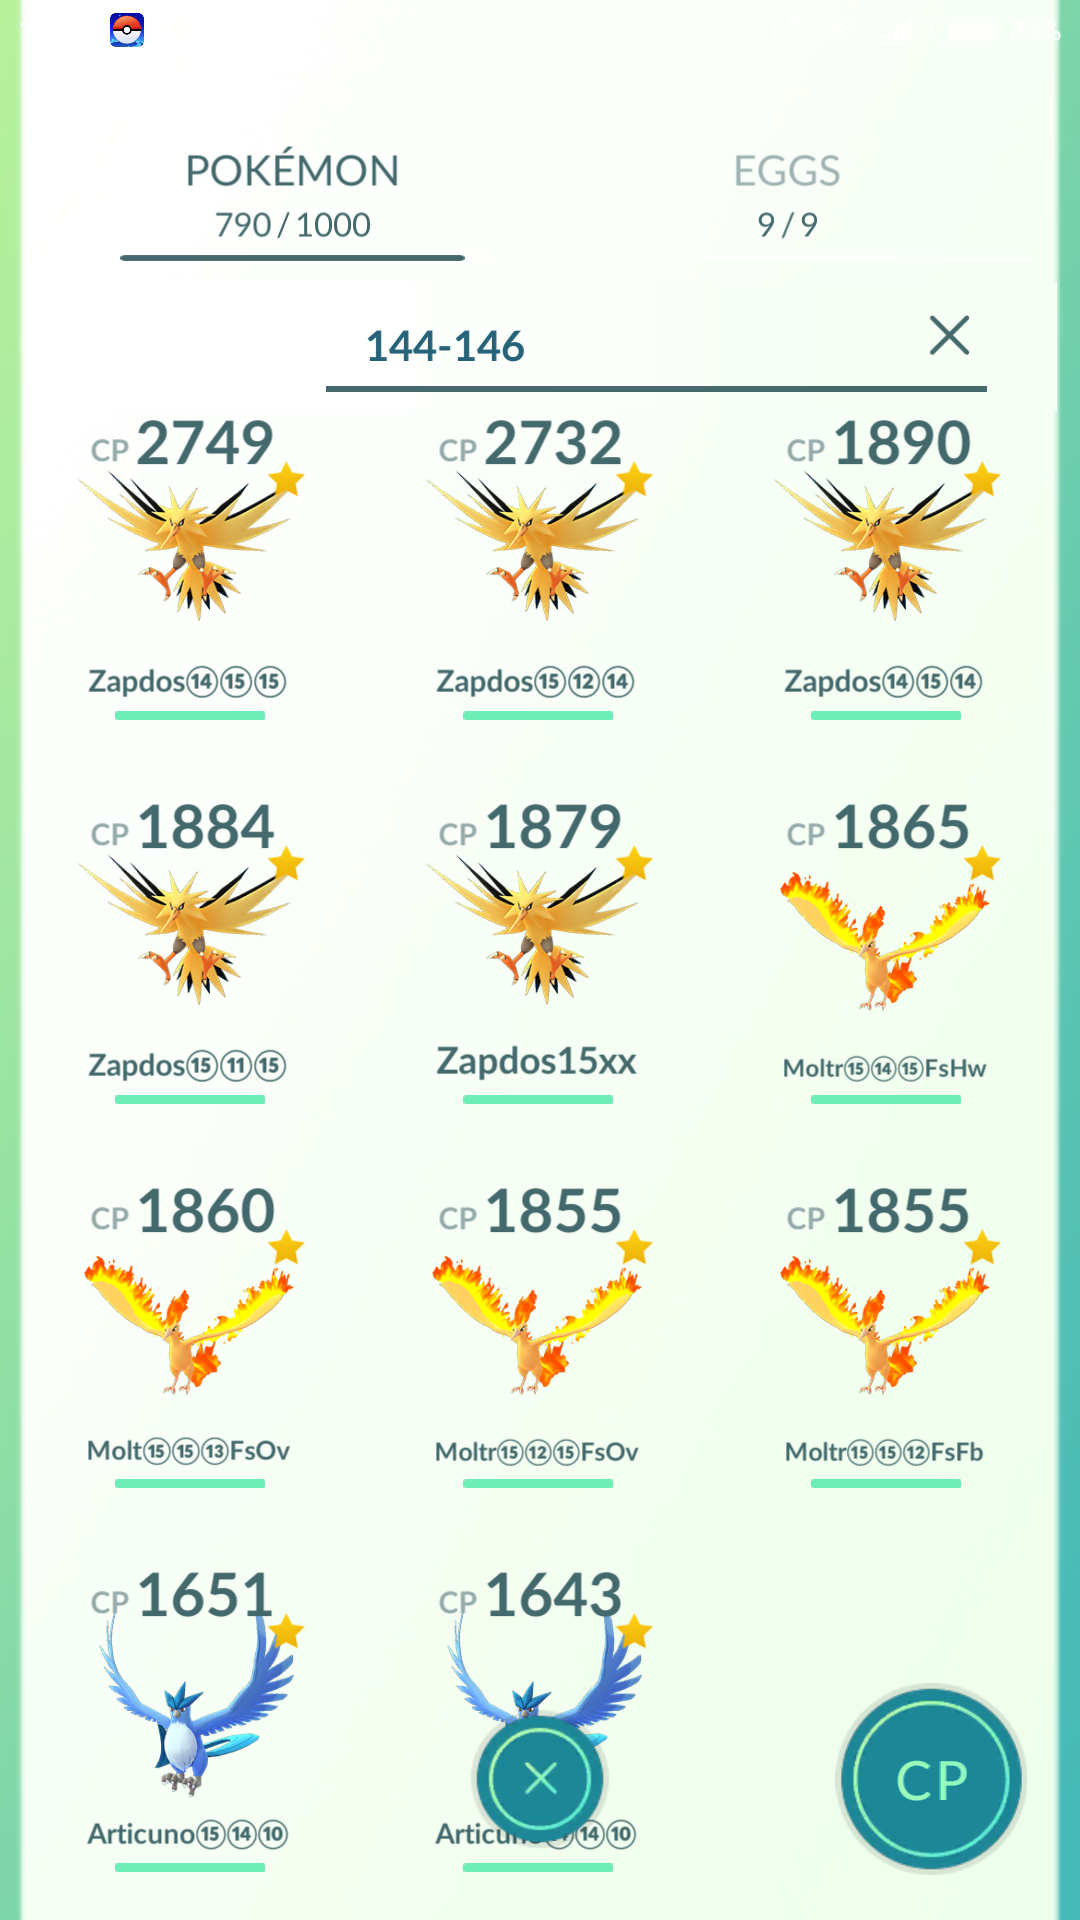 73%
POKÉMON EGGS
790 / 1000 9 / 9
144-146
CP 2749 CP 2732 CP 1890
Zapdos⑭⑮⑮ Zapdos⑮⑫⑭ Zapdos⑭⑮⑭
CP 1884 CP 1879 CP 1865
Zapdos⑮⑪⑮ Zapdos15xx Moltr⑮⑭⑮FsHw
CP 1860 CP 1855 CP 1855
Molt⑮⑮⑬FsOv Moltr⑮⑫⑮FsOv Moltr⑮⑮⑫FsFb
CP 1651 CP 1643
CP
Articuno⑮⑭⑩ ⑭⑩